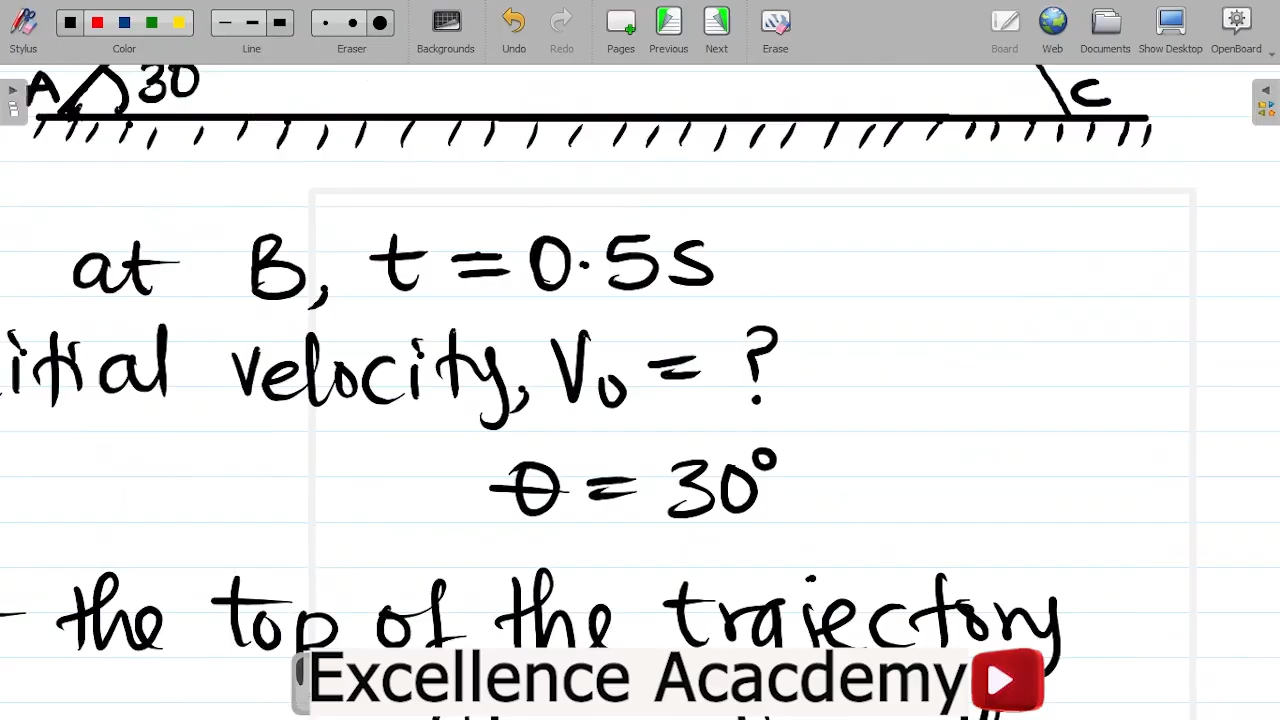 Stylus Color Line Eraser Backgrounds Undo Redo Pages Previous Next Erase Board Web Documents Show Desktop OpenBoard
A 30 C
at B, t = 0.5s
itial velocity, V₀ = ?
θ = 30°
the top of the trajectory
Excellence Acacdemy